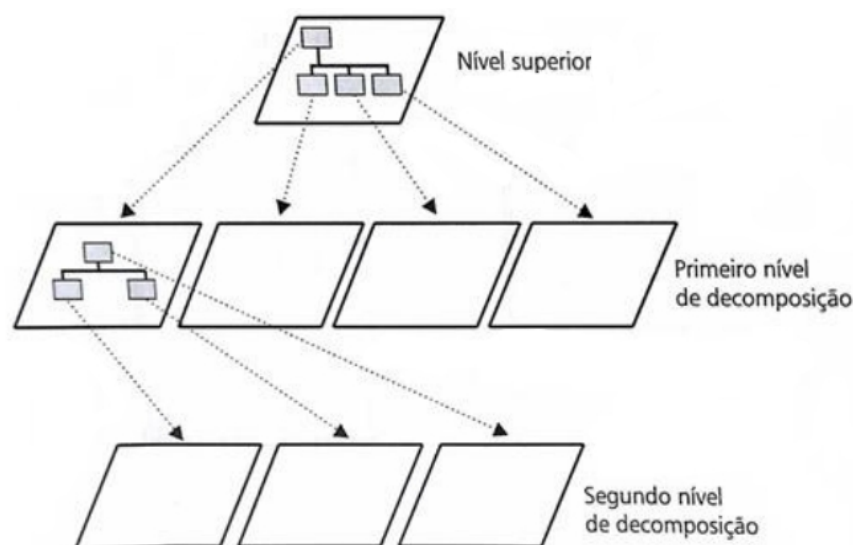 Nível superior
Primeiro nível
de decomposição
Segundo nível
de decomposição